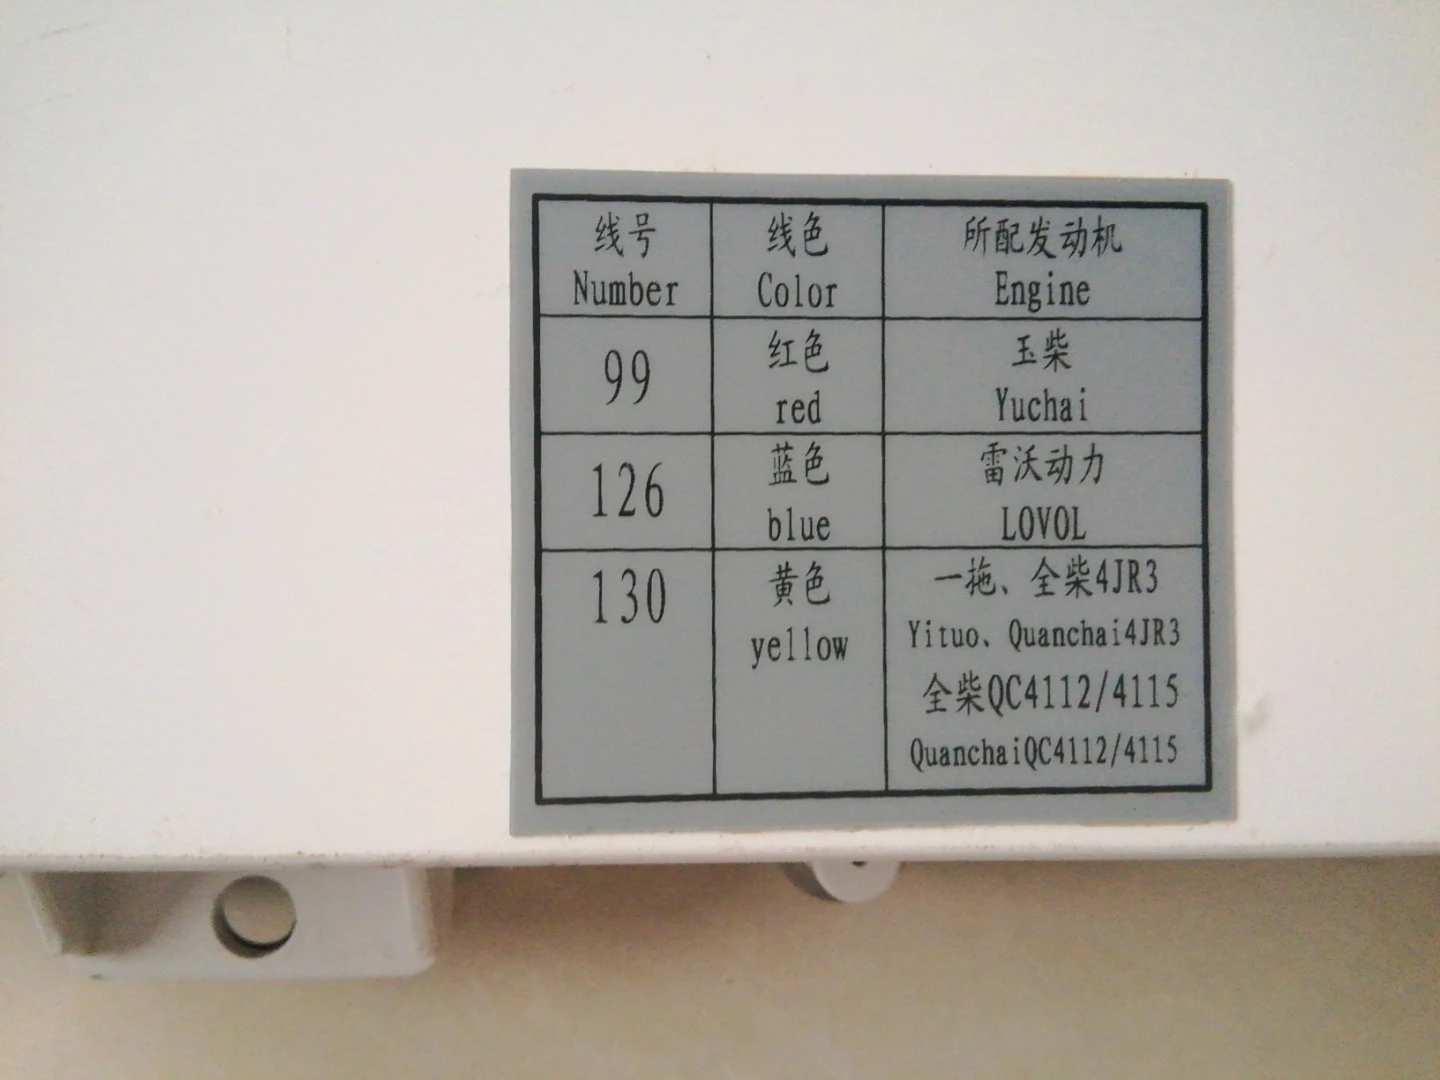 线号 线色 所配发动机
Number Color Engine
99 红色 玉柴
red Yuchai
126 蓝色 雷沃动力
blue LOVOL
130 黄色 一拖、全柴4JR3
yellow Yituo、Quanchai4JR3
全柴QC4112/4115
QuanchaiQC4112/4115